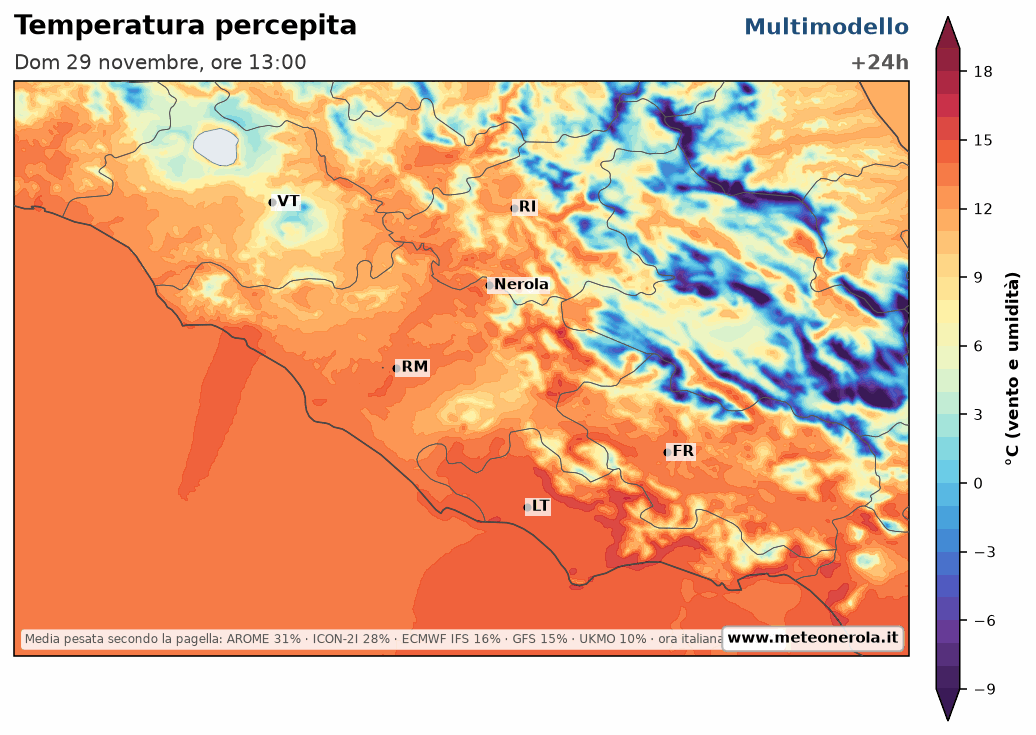 Temperatura percepita
Multimodello
Dom 29 novembre, ore 13:00
+24h
VT
RI
Nerola
RM
FR
LT
18
15
12
9
6
3
0
−3
−6
−9
°C (vento e umidità)
Media pesata secondo la pagella: AROME 31% · ICON-2I 28% · ECMWF IFS 16% · GFS 15% · UKMO 10% · ora italiana
www.meteonerola.it